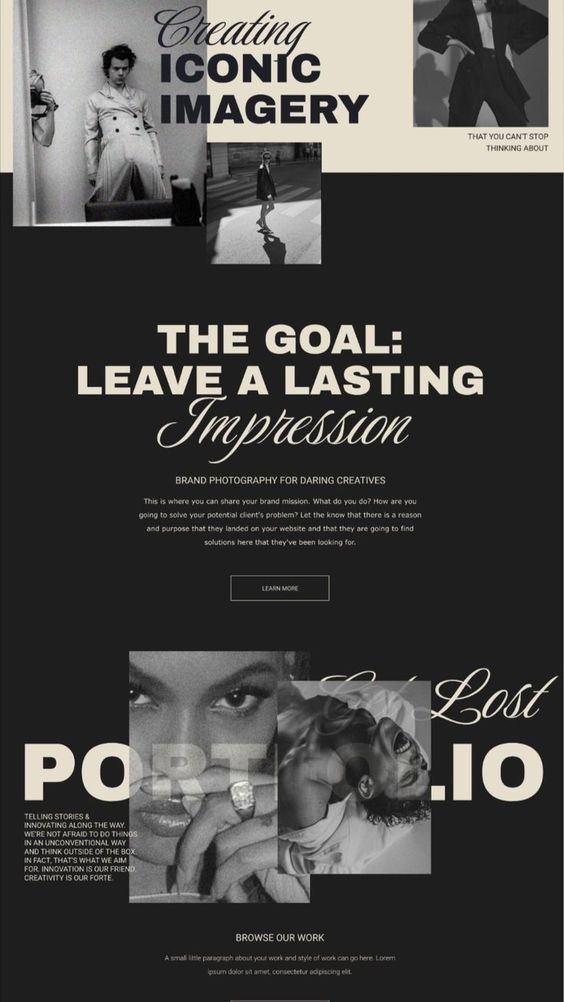 Creating
ICONIC
IMAGERY
THAT YOU CAN'T STOP
THINKING ABOUT
THE GOAL:
LEAVE A LASTING
Impression
BRAND PHOTOGRAPHY FOR DARING CREATIVES
This is where you can share your brand mission. What do you do? How are you
going to solve your potential client's problem? Let the know that there is a reason
and purpose that they landed on your website and that they are going to find
solutions here that they've been looking for.
LEARN MORE
Lost
PORTFOLIO
TELLING STORIES &
INNOVATING ALONG THE WAY.
WE'RE NOT AFRAID TO DO THINGS
IN AN UNCONVENTIONAL WAY
AND THINK OUTSIDE OF THE BOX.
IN FACT, THAT'S WHAT WE AIM
FOR. INNOVATION IS OUR FRIEND.
CREATIVITY IS OUR FORTE.
BROWSE OUR WORK
A small little paragraph about your work and style of work can go here. Lorem
ipsum dolor sit amet, consectetur adipiscing elit.